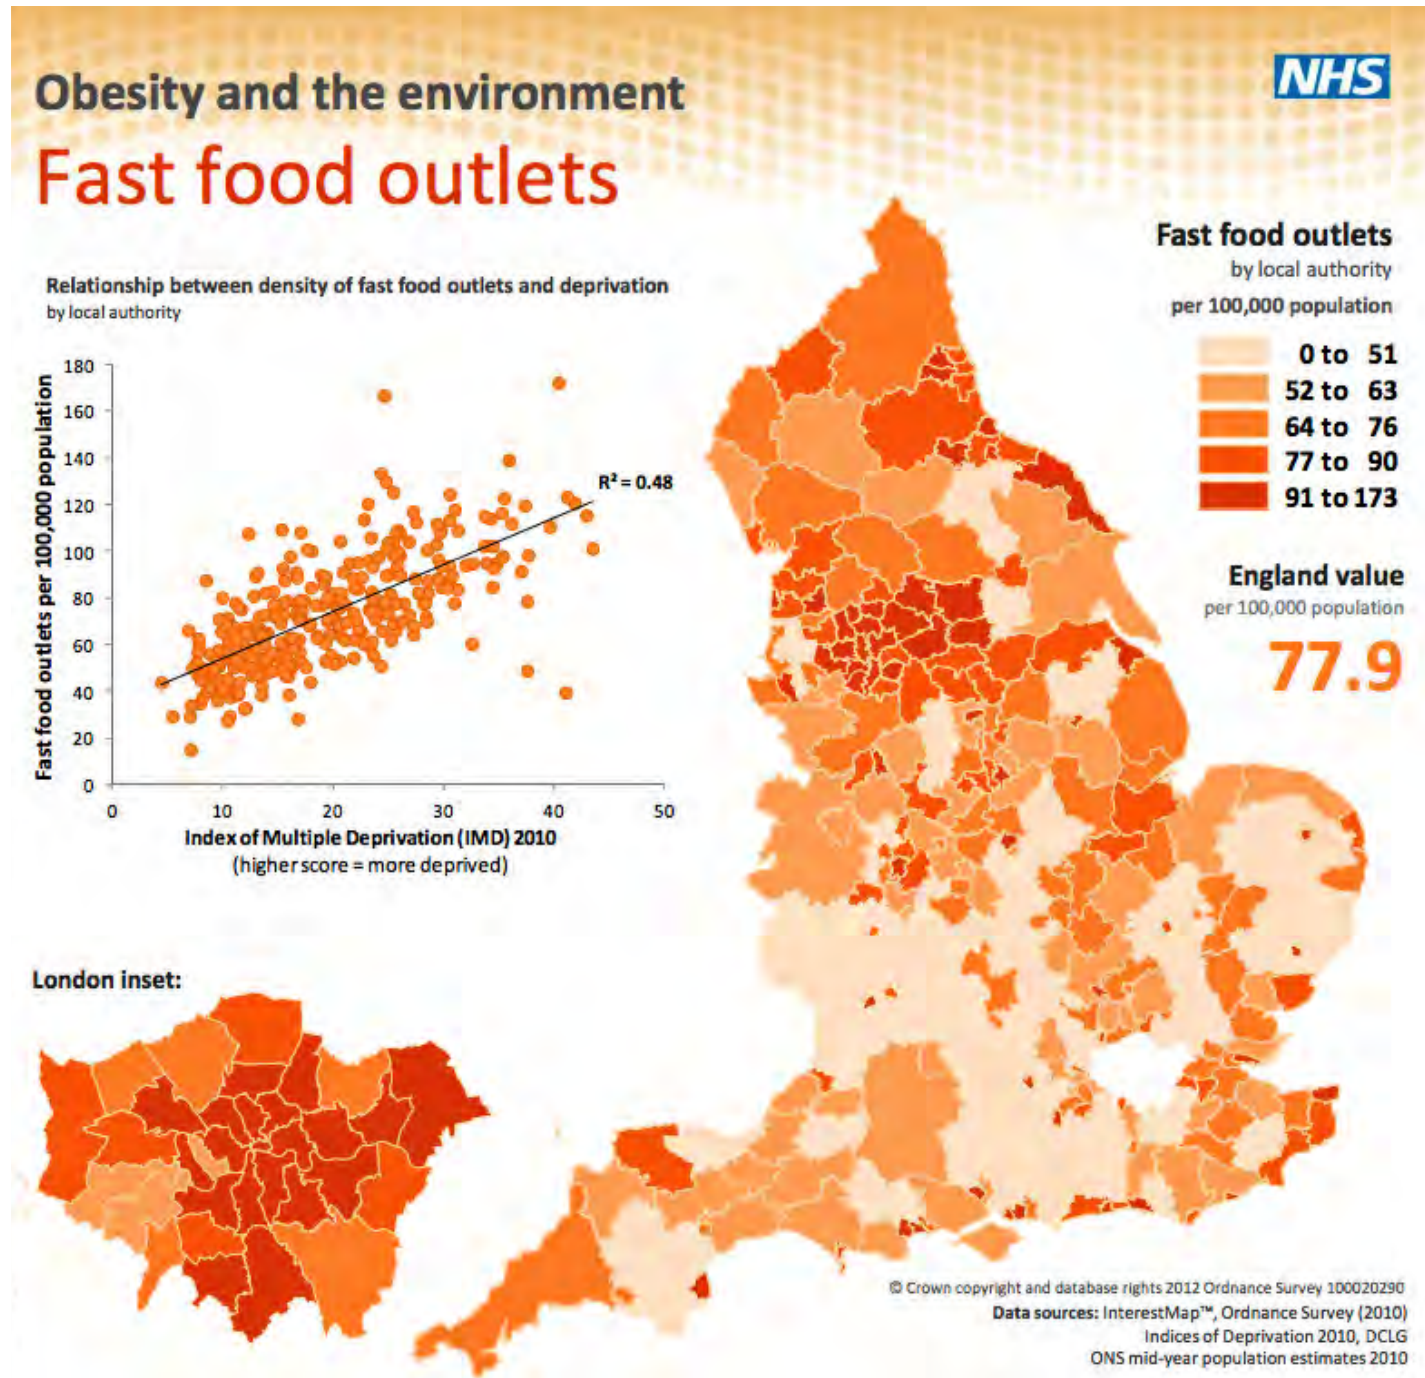 Obesity and the environment
NHS
Fast food outlets
Relationship between density of fast food outlets and deprivation
by local authority
Fast food outlets per 100,000 population
180
160
140
120
100
80
60
40
20
0
R² = 0.48
0 10 20 30 40 50
Index of Multiple Deprivation (IMD) 2010
(higher score = more deprived)
Fast food outlets
by local authority
per 100,000 population
0 to 51
52 to 63
64 to 76
77 to 90
91 to 173
England value
per 100,000 population
77.9
London inset:
© Crown copyright and database rights 2012 Ordnance Survey 100020290
Data sources: InterestMap™, Ordnance Survey (2010)
Indices of Deprivation 2010, DCLG
ONS mid-year population estimates 2010